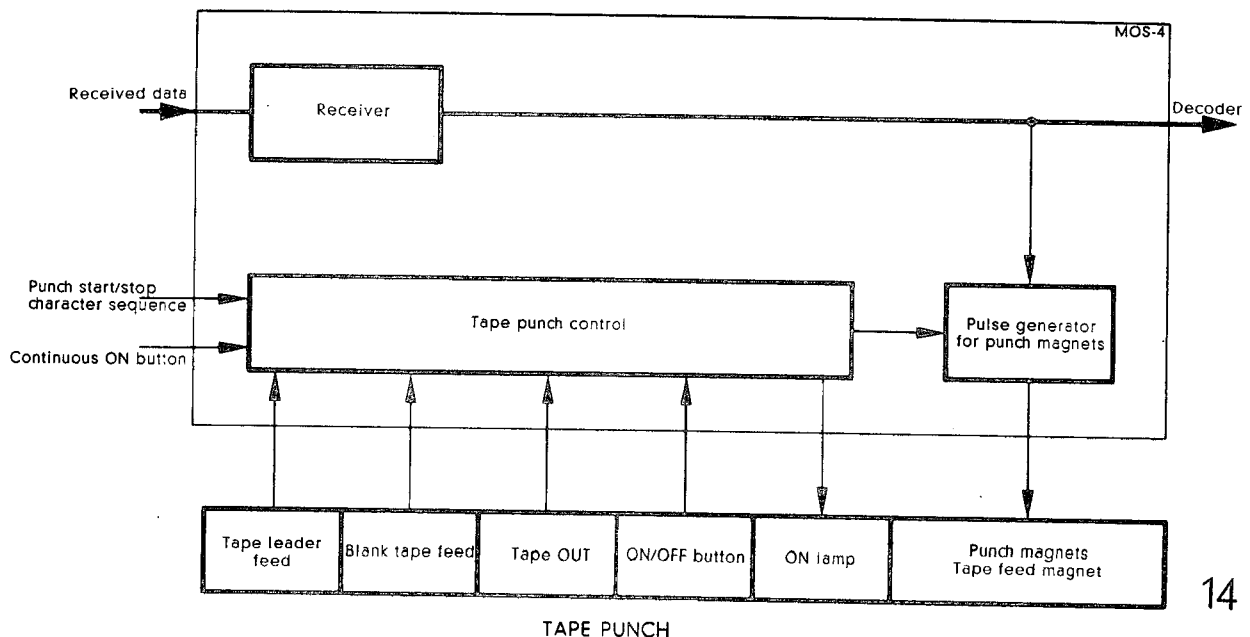 MOS-4
Received data
Receiver
Decoder
Punch start/stop
character sequence
Tape punch control
Pulse generator
for punch magnets
Continuous ON button
Tape leader
feed
Blank tape feed
Tape OUT
ON/OFF button
ON lamp
Punch magnets
Tape feed magnet
14
TAPE PUNCH